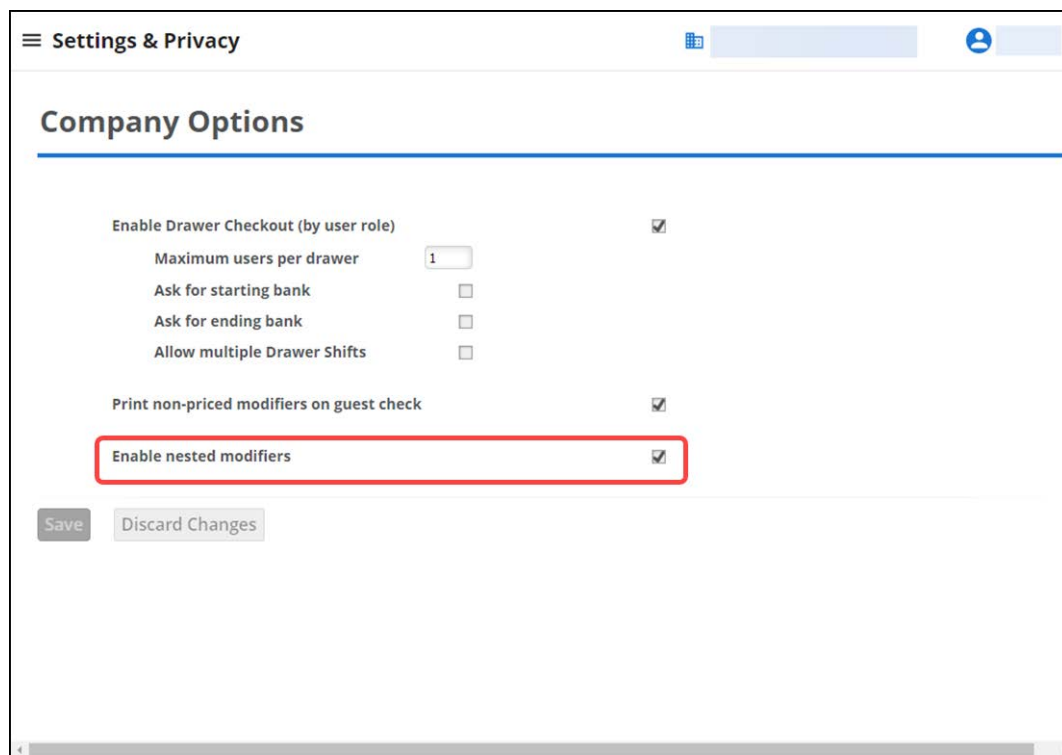 Settings & Privacy
Company Options
Enable Drawer Checkout (by user role)
Maximum users per drawer 1
Ask for starting bank
Ask for ending bank
Allow multiple Drawer Shifts
Print non-priced modifiers on guest check
Enable nested modifiers
Save Discard Changes